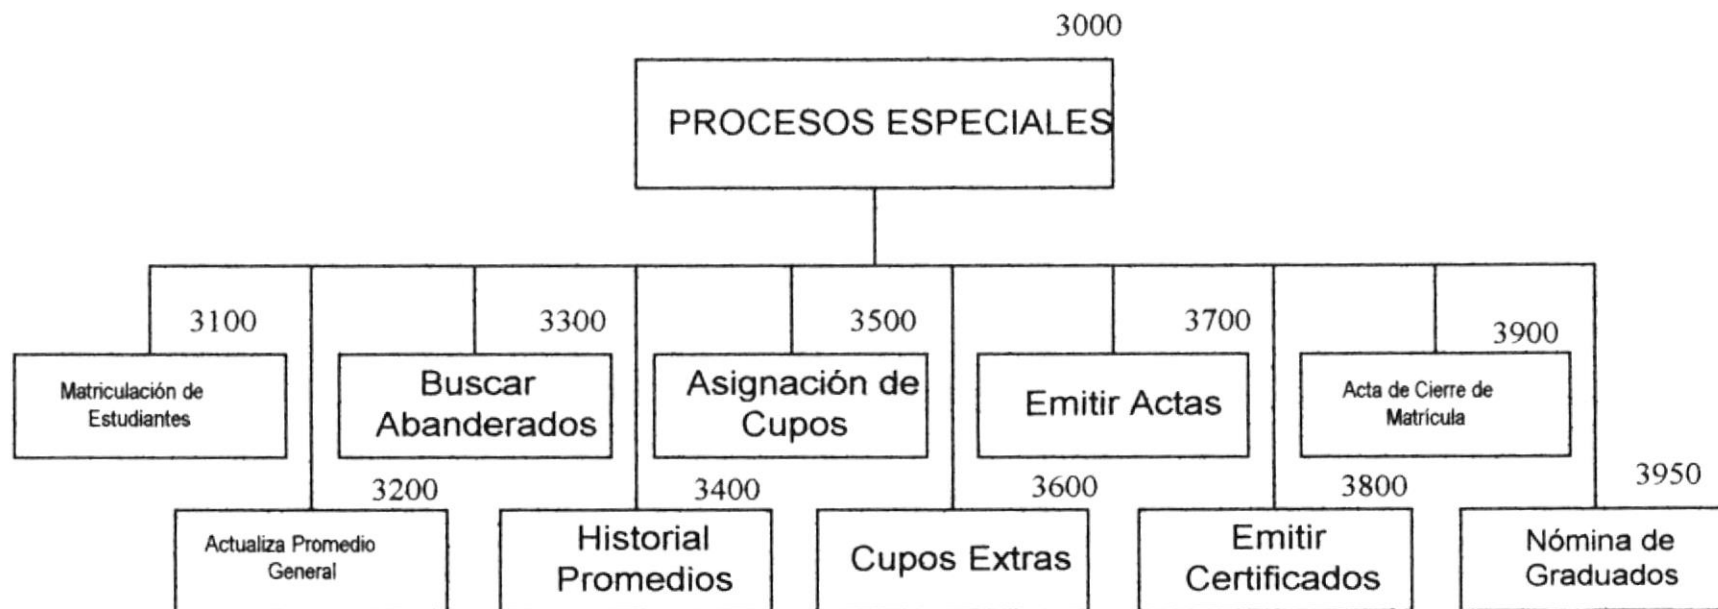 3000
PROCESOS ESPECIALES
3100
Matriculación de
Estudiantes
3300
Buscar
Abanderados
3500
Asignación de
Cupos
3700
Emitir Actas
3900
Acta de Cierre de
Matrícula
3200
Actualiza Promedio
General
3400
Historial
Promedios
3600
Cupos Extras
3800
Emitir
Certificados
3950
Nómina de
Graduados